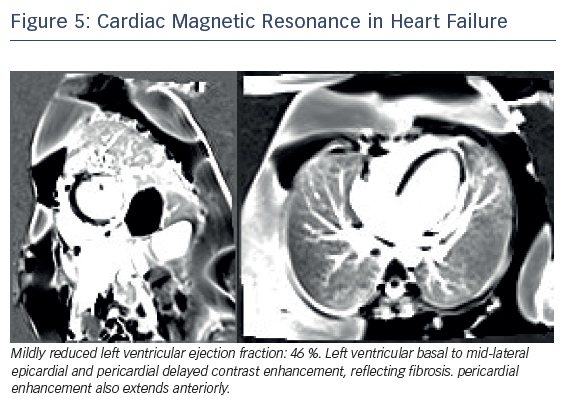 Figure 5: Cardiac Magnetic Resonance in Heart Failure
Mildly reduced left ventricular ejection fraction: 46 %. Left ventricular basal to mid-lateral
epicardial and pericardial delayed contrast enhancement, reflecting fibrosis. pericardial
enhancement also extends anteriorly.